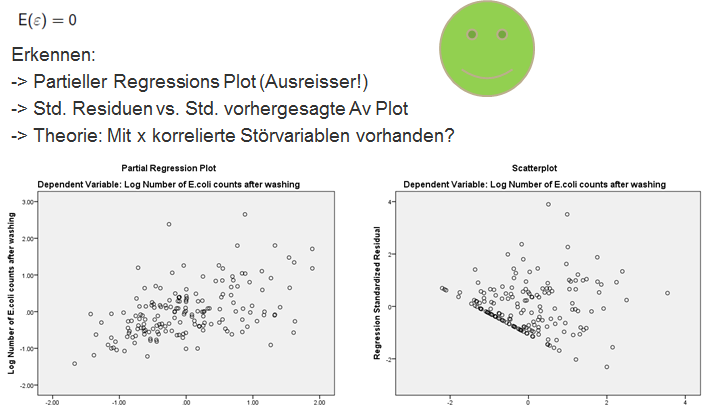 E(ε) = 0
Erkennen:
-> Partieller Regressions Plot (Ausreisser!)
-> Std. Residuen vs. Std. vorhergesagte Av Plot
-> Theorie: Mit x korrelierte Störvariablen vorhanden?
Partial Regression Plot
Dependent Variable: Log Number of E.coli counts after washing
Log Number of E.coli counts after washing
3.00
2.00
1.00
.00
-1.00
-2.00
-2.00 -1.00 .00 1.00 2.00
Scatterplot
Dependent Variable: Log Number of E.coli counts after washing
Regression Standardized Residual
4
2
0
-2
-2 0 2 4